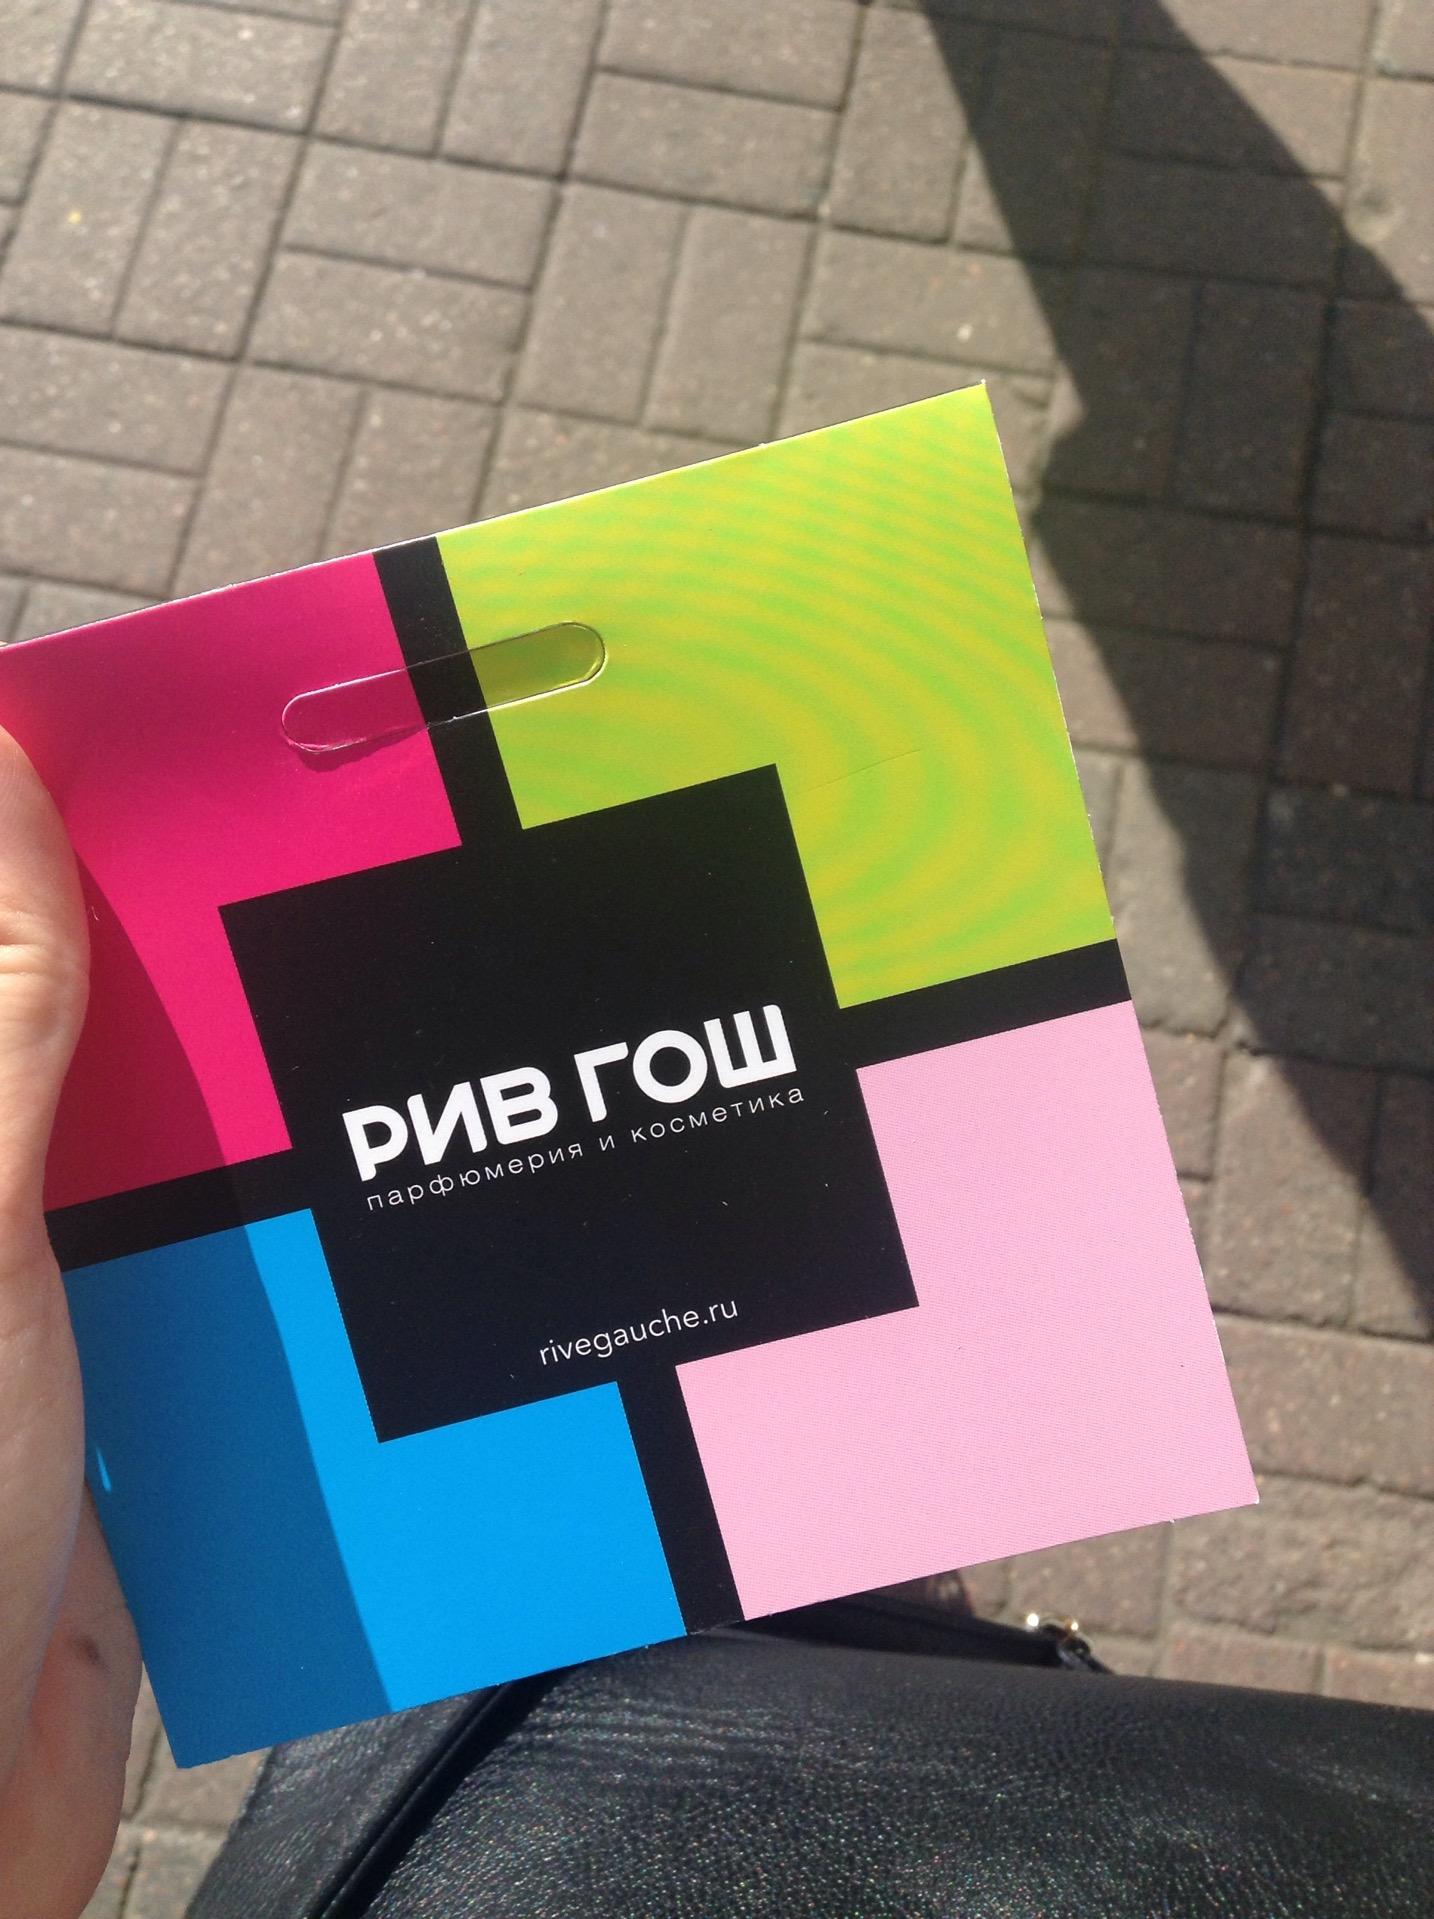 РИВ ГОШ
парфюмерия и косметика
rivegauche.ru